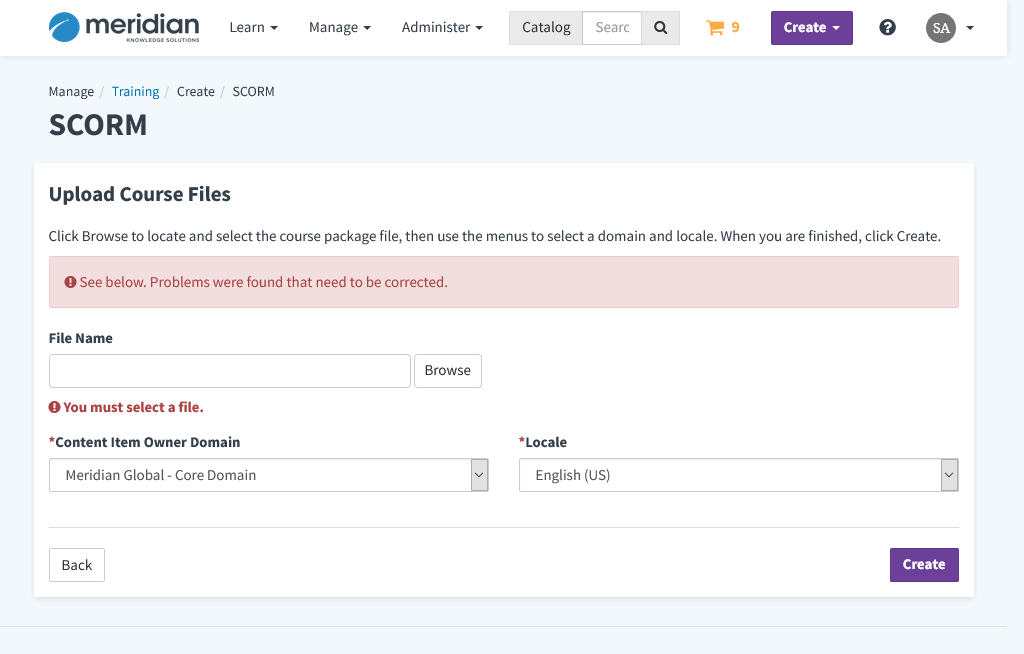 meridian
KNOWLEDGE SOLUTIONS
Learn Manage Administer Catalog Searc 9 Create SA
Manage / Training / Create / SCORM
SCORM
Upload Course Files
Click Browse to locate and select the course package file, then use the menus to select a domain and locale. When you are finished, click Create.
See below. Problems were found that need to be corrected.
File Name
Browse
You must select a file.
*Content Item Owner Domain *Locale
Meridian Global - Core Domain English (US)
Back Create